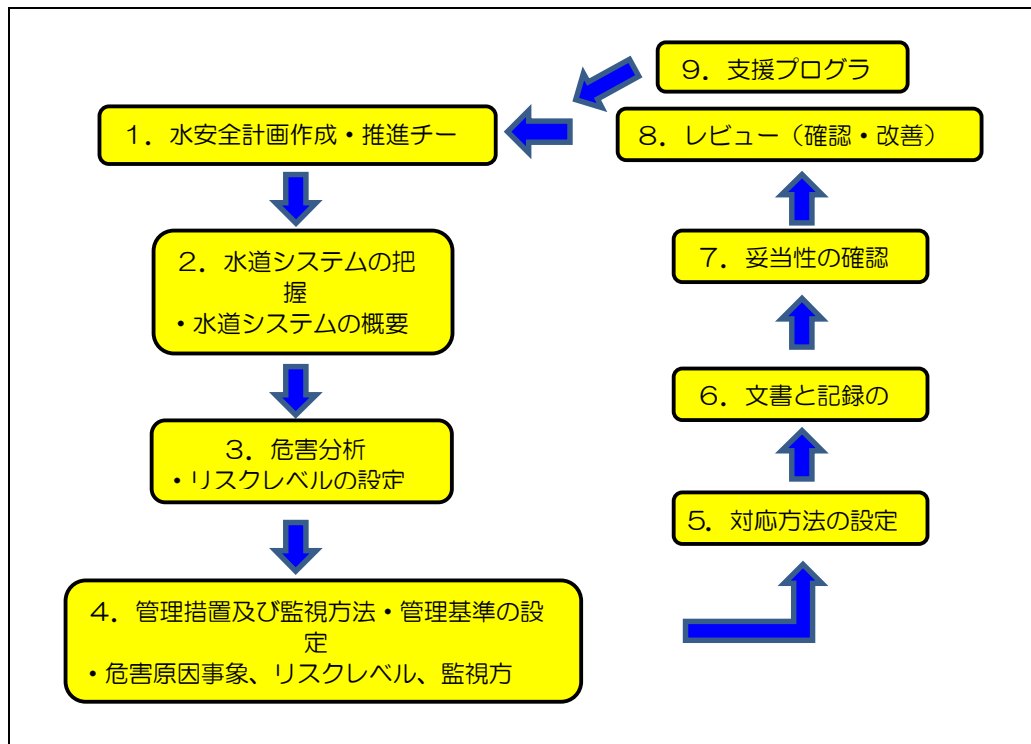 １．水安全計画作成・推進チー
２．水道システムの把
握
・水道システムの概要
３．危害分析
・リスクレベルの設定
４．管理措置及び監視方法・管理基準の設
定
・危害原因事象、リスクレベル、監視方
５．対応方法の設定
６．文書と記録の
７．妥当性の確認
８．レビュー（確認・改善）
９．支援プログラ